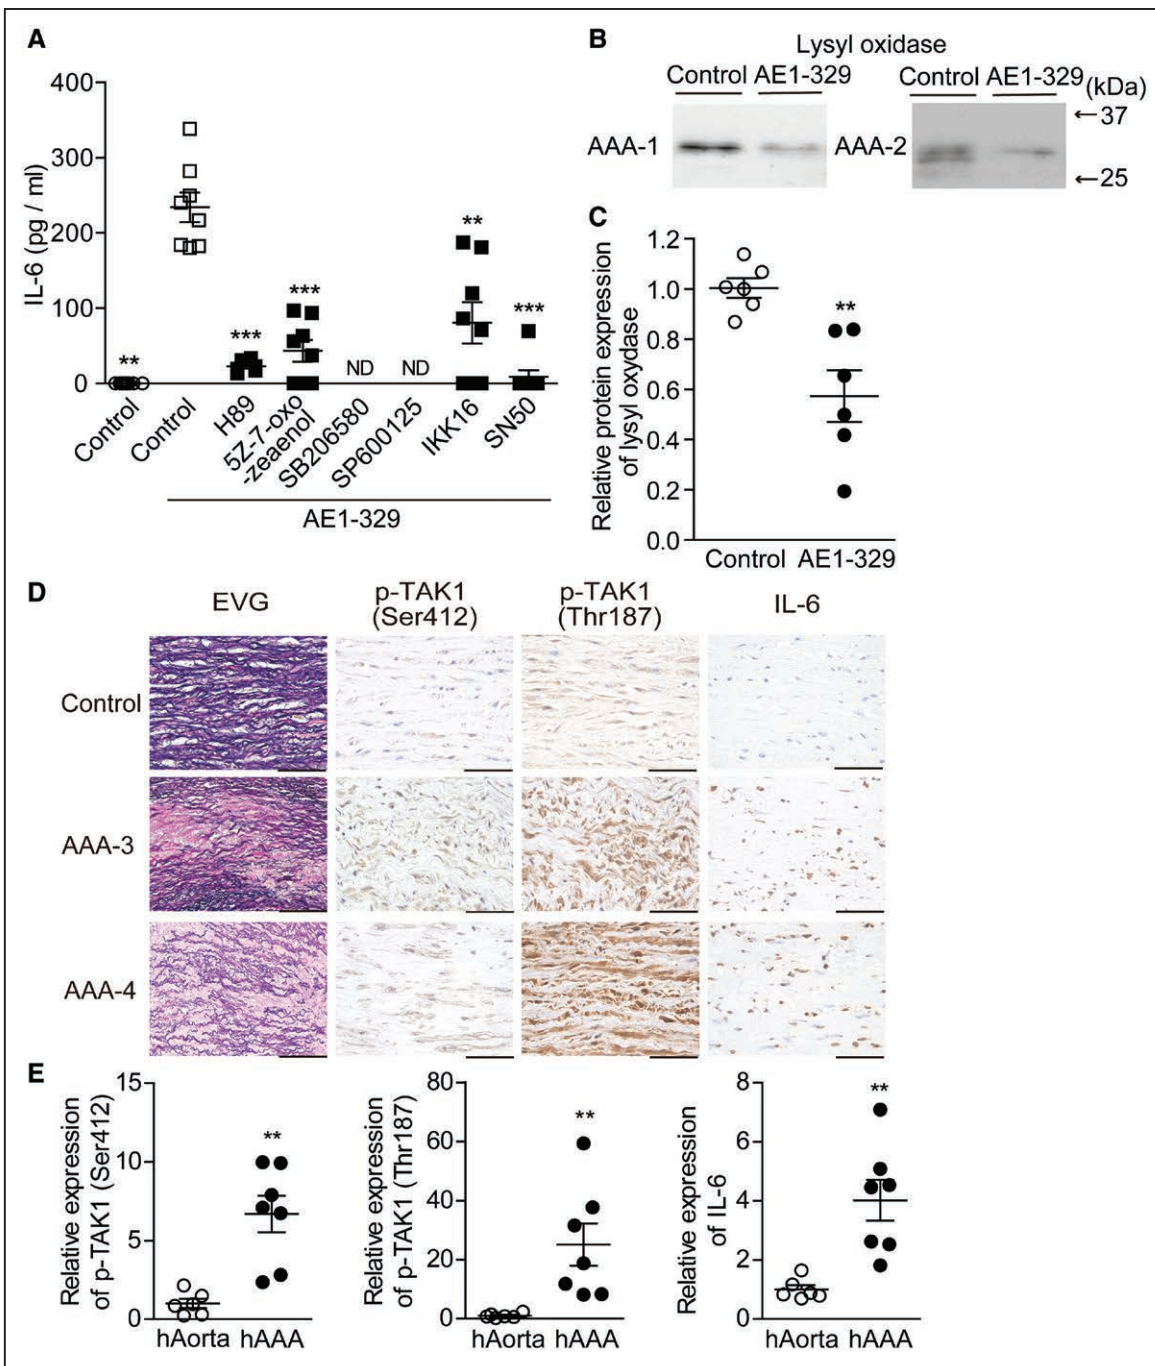 A
IL-6 (pg / ml)
400
300
200
100
0
**
***
***
ND
ND
**
***
Control
Control
H89
5Z-7-oxo
-zeaenol
SB206580
SP600125
IKK16
SN50
AE1-329
B
Lysyl oxidase
Control AE1-329 Control AE1-329 (kDa)
AAA-1
AAA-2
←37
←25
C
Relative protein expression
of lysyl oxydase
1.2
1.0
0.8
0.6
0.4
0.2
0.0
**
Control AE1-329
D
EVG
p-TAK1
(Ser412)
p-TAK1
(Thr187)
IL-6
Control
AAA-3
AAA-4
E
Relative expression
of p-TAK1 (Ser412)
15
10
5
0
**
hAorta hAAA
Relative expression
of p-TAK1 (Thr187)
80
60
40
20
0
**
hAorta hAAA
Relative expression
of IL-6
8
6
4
2
0
**
hAorta hAAA